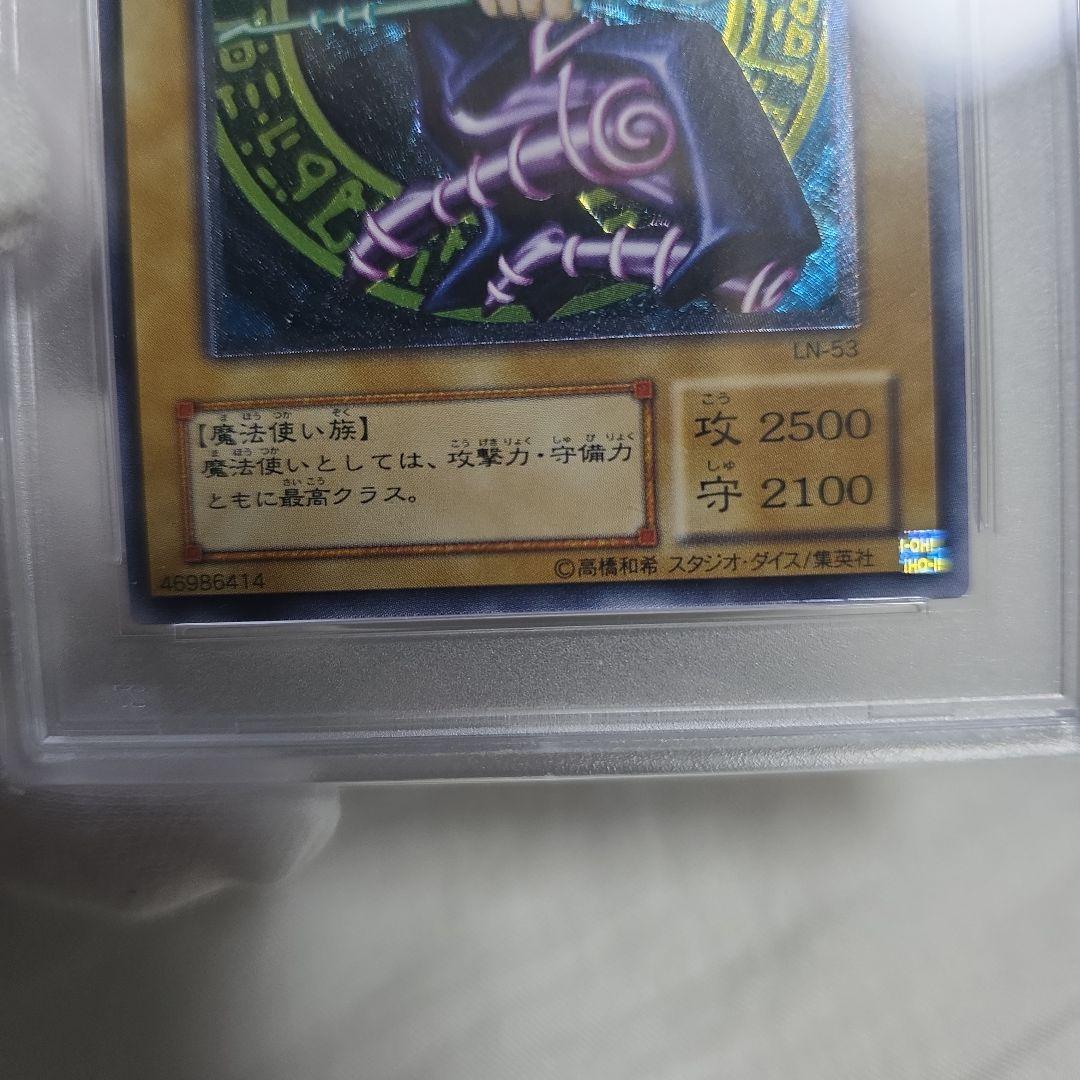 LN-53
【魔法使い族】
魔法使いとしては、攻撃力・守備力
ともに最高クラス。
攻 2500
守 2100
46986414
©高橋和希 スタジオ・ダイス/集英社